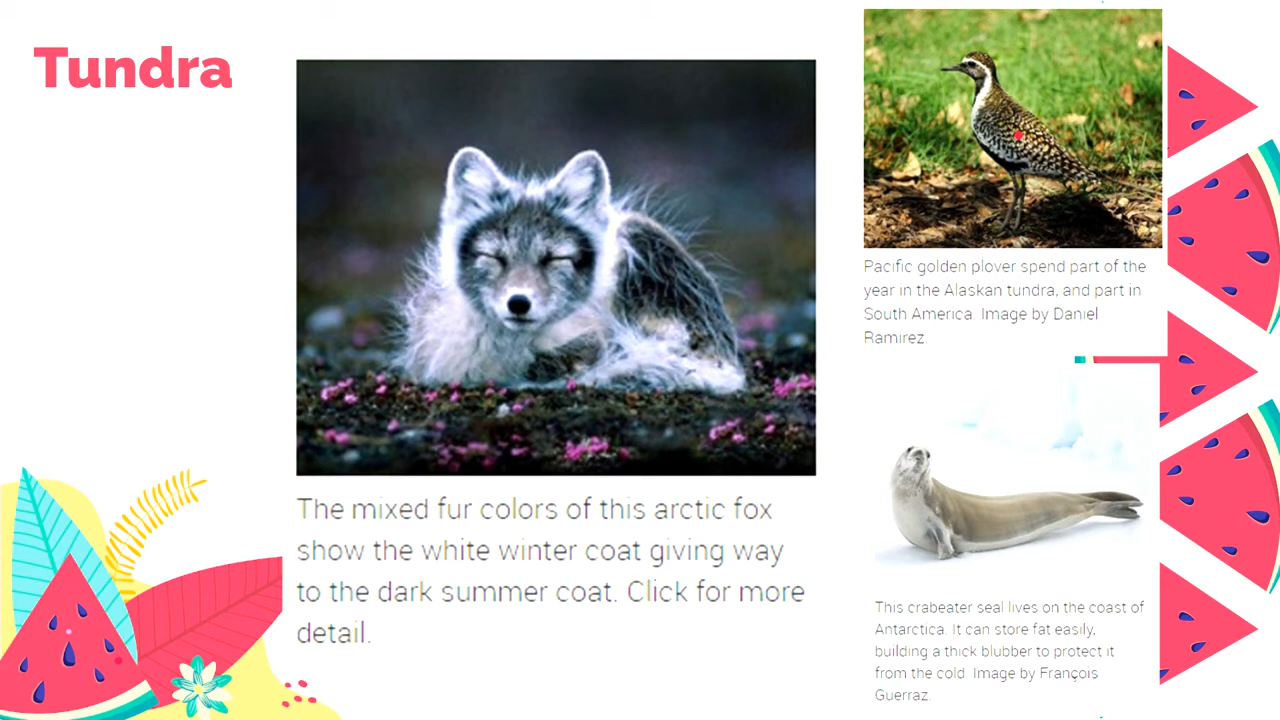 Tundra
The mixed fur colors of this arctic fox
show the white winter coat giving way
to the dark summer coat. Click for more
detail.
Pacific golden plover spend part of the
year in the Alaskan tundra, and part in
South America. Image by Daniel
Ramirez.
This crabeater seal lives on the coast of
Antarctica. It can store fat easily,
building a thick blubber to protect it
from the cold. Image by François
Guerraz.